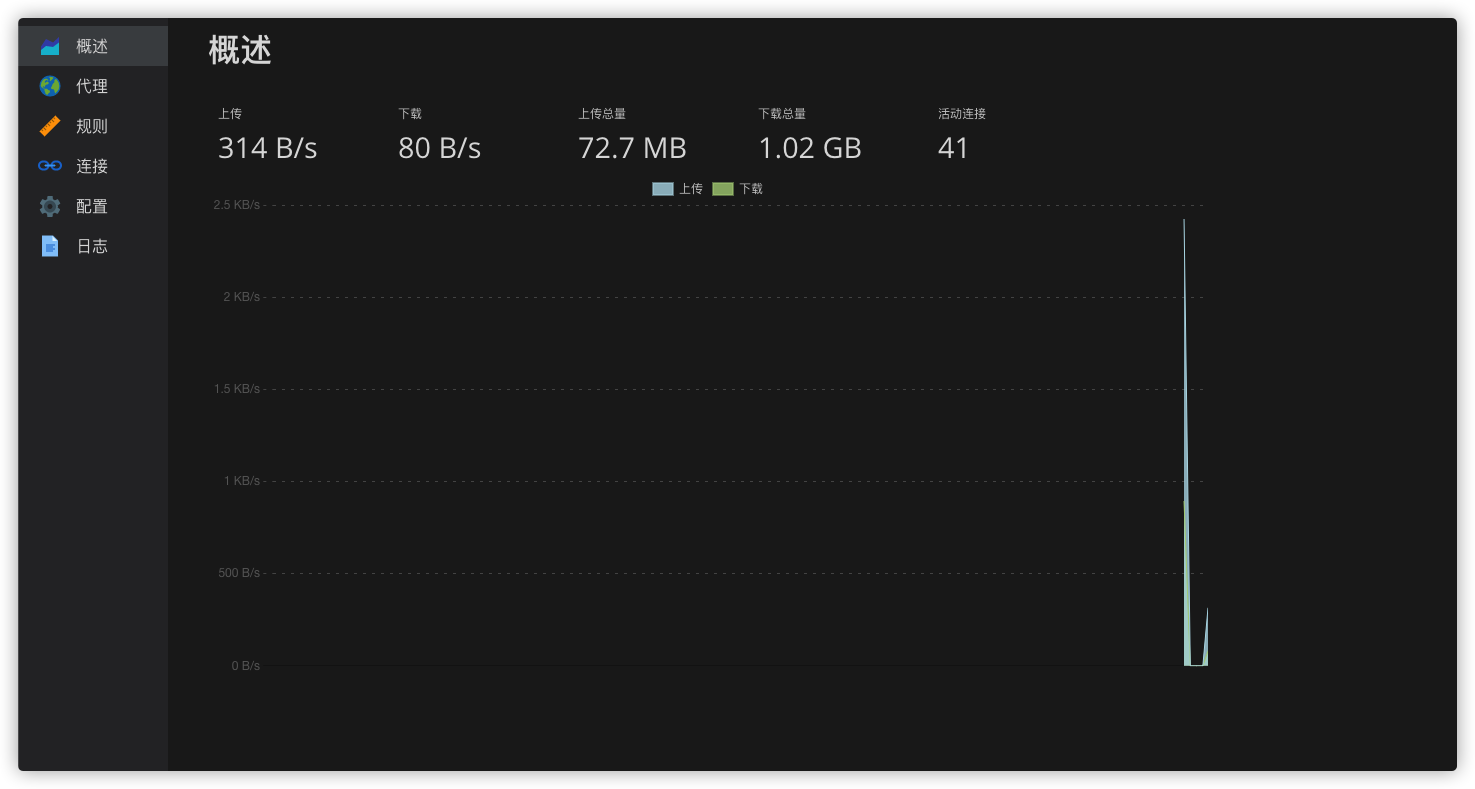 概述
代理
规则
连接
配置
日志
概述
上传
下载
上传总量
下载总量
活动连接
314 B/s
80 B/s
72.7 MB
1.02 GB
41
上传
下载
2.5 KB/s
2 KB/s
1.5 KB/s
1 KB/s
500 B/s
0 B/s